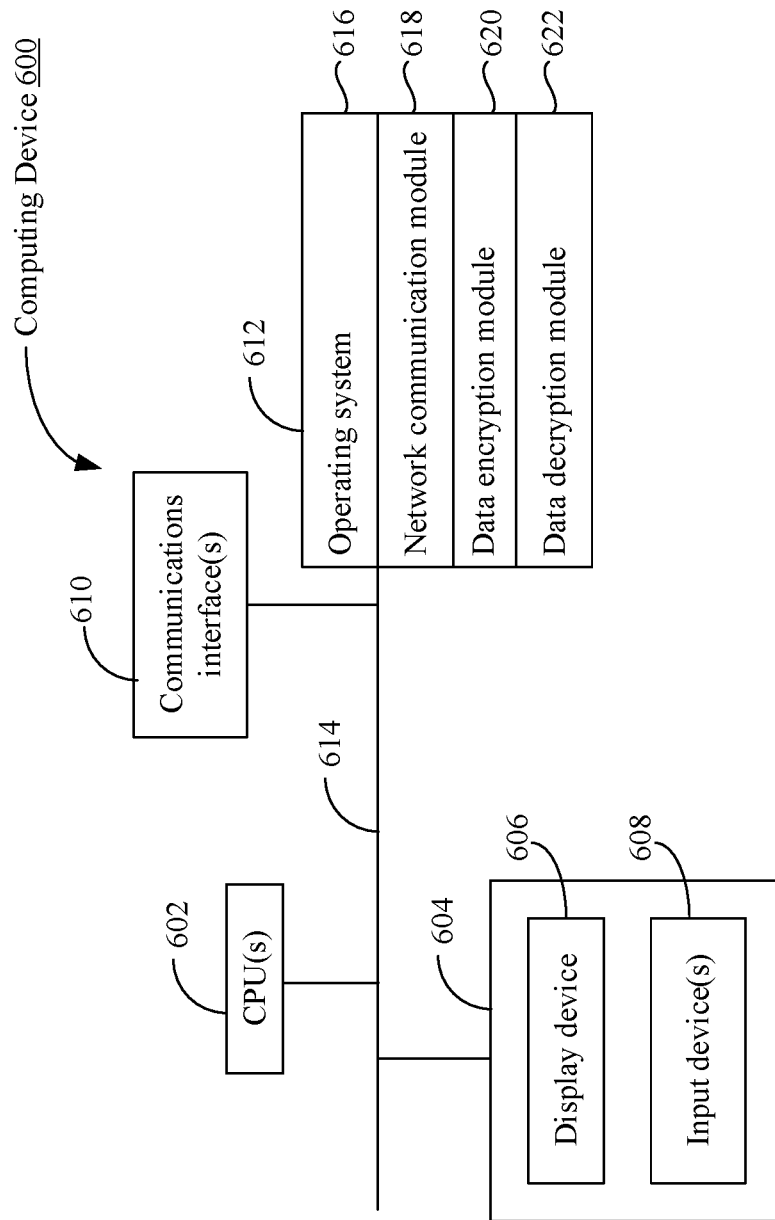 Computing Device 600
610
Communications
interface(s)
602
CPU(s)
614
612
Operating system
616
Network communication module
618
Data encryption module
620
Data decryption module
622
604
606
Display device
608
Input device(s)